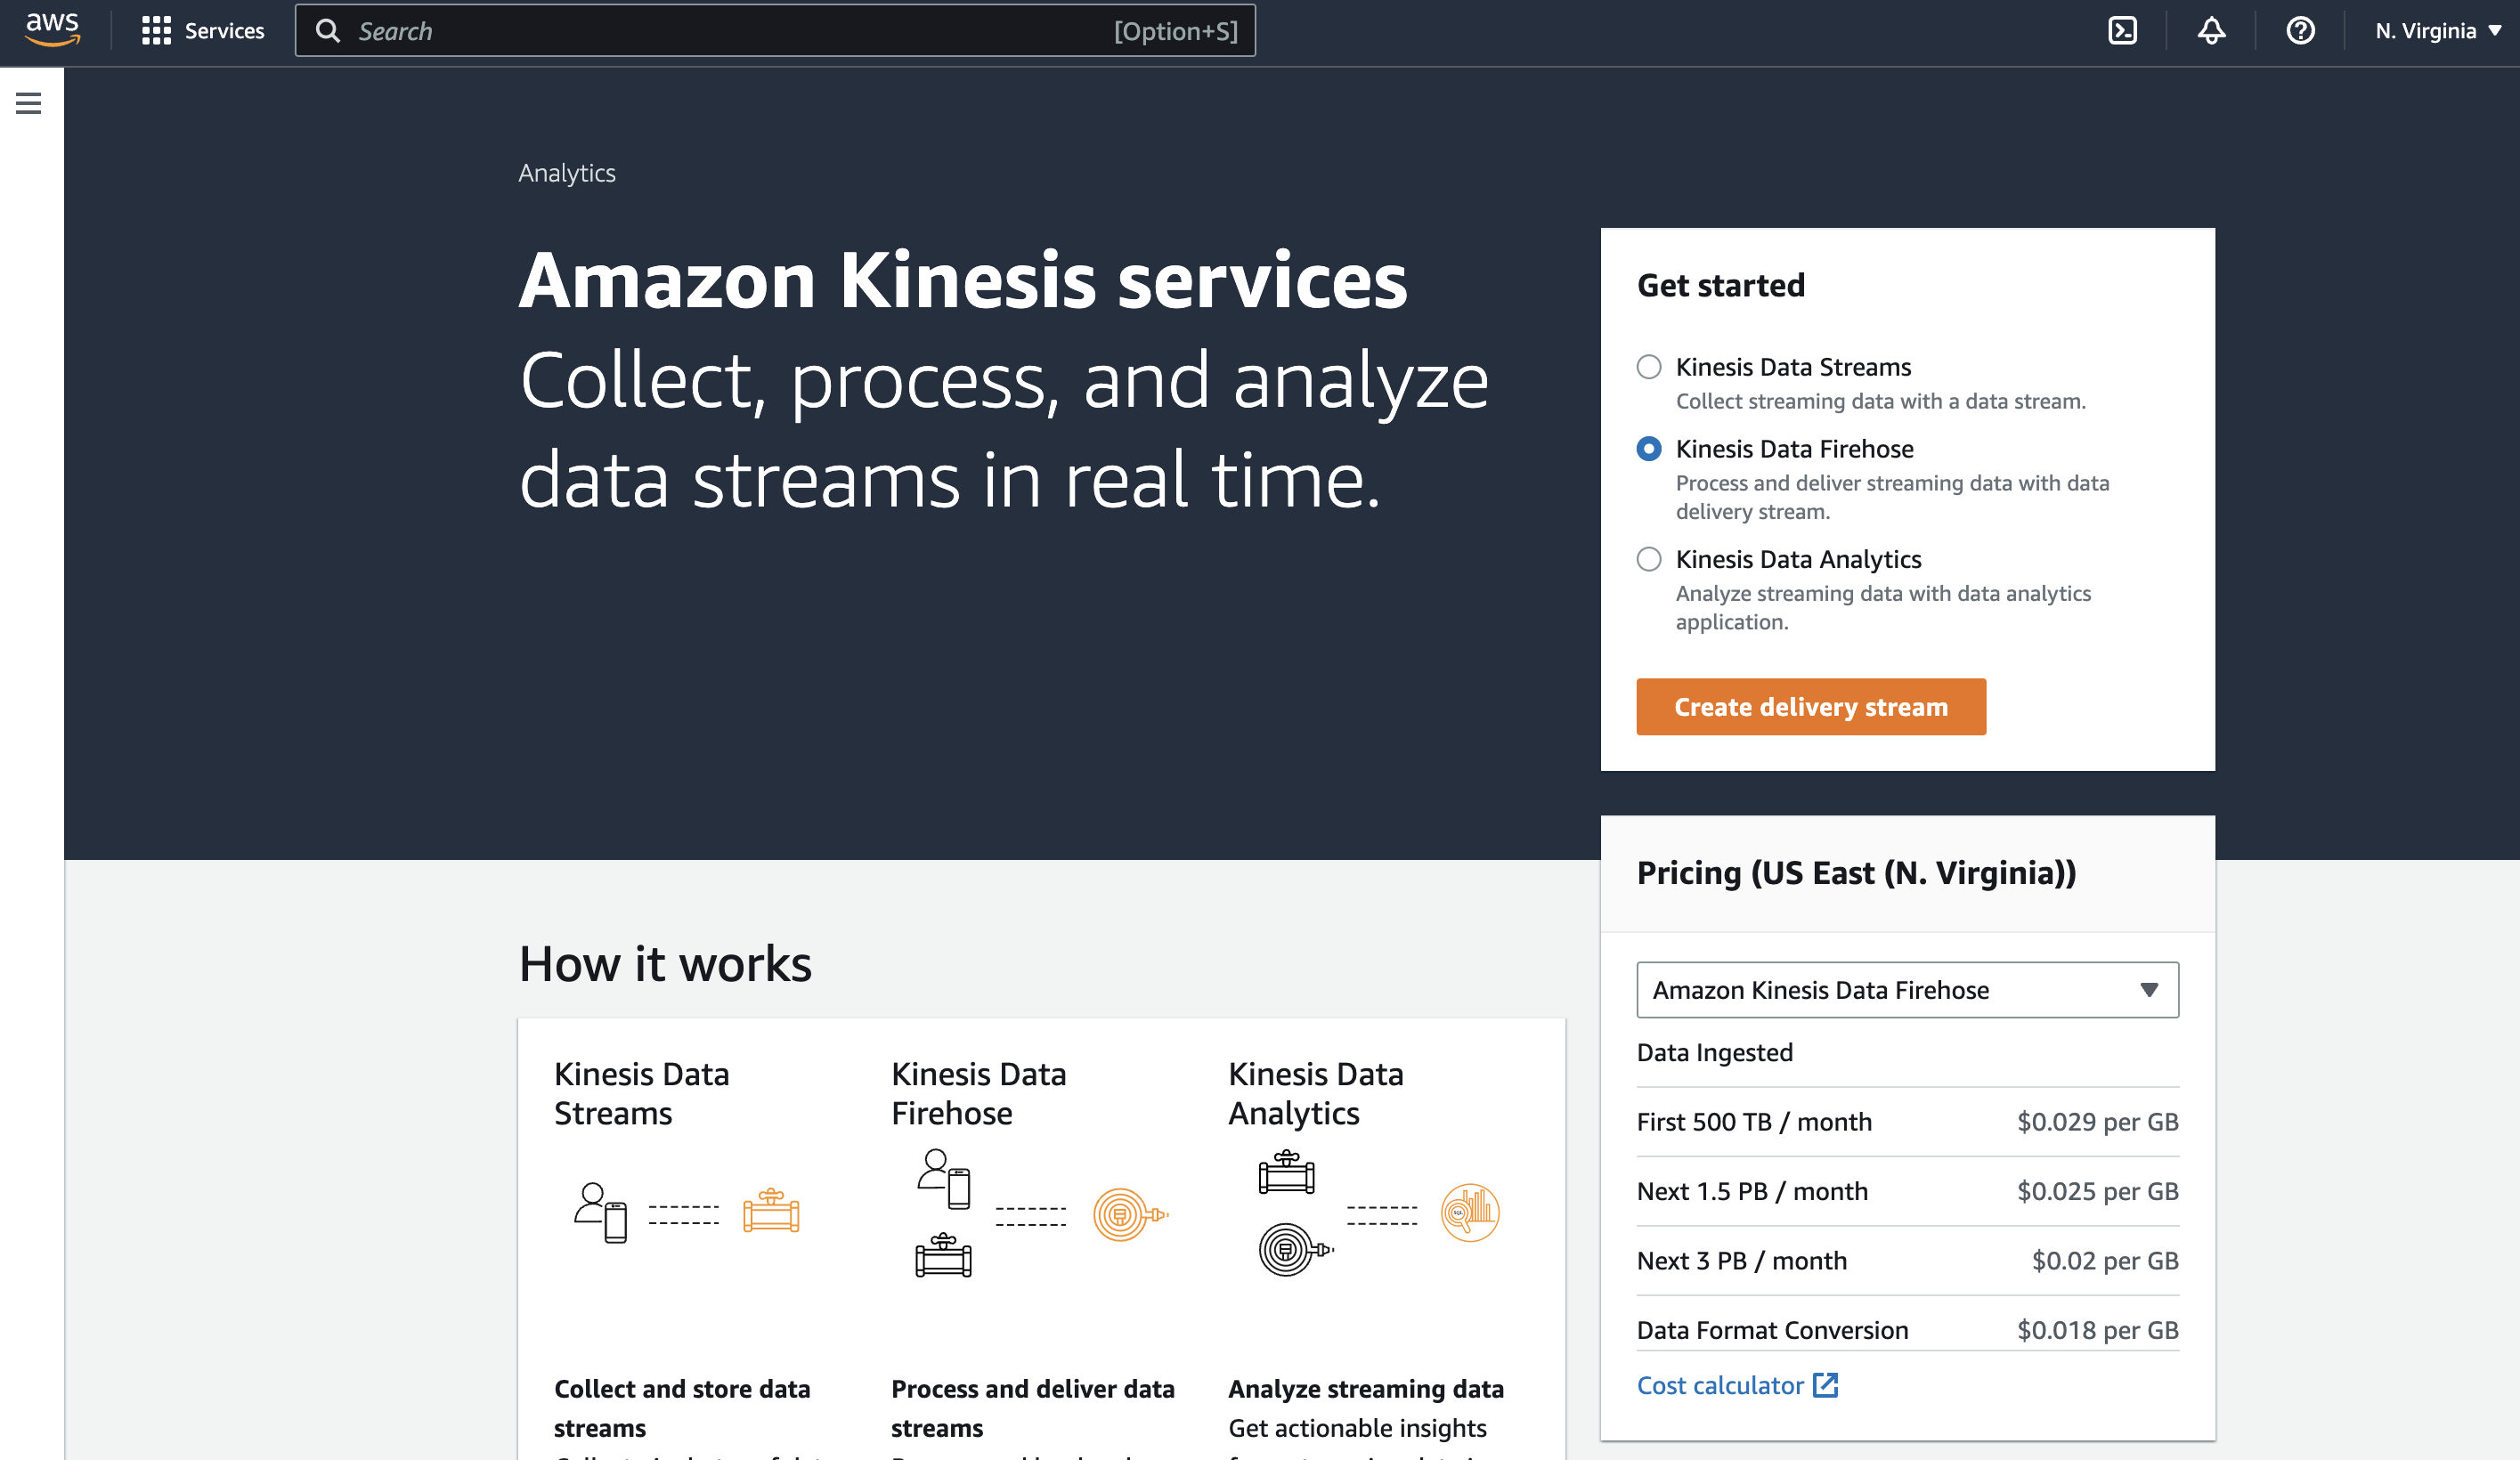 aws
Services
Search
[Option+S]
N. Virginia
Analytics
Amazon Kinesis services
Collect, process, and analyze
data streams in real time.
Get started
Kinesis Data Streams
Collect streaming data with a data stream.
Kinesis Data Firehose
Process and deliver streaming data with data
delivery stream.
Kinesis Data Analytics
Analyze streaming data with data analytics
application.
Create delivery stream
Pricing (US East (N. Virginia))
Amazon Kinesis Data Firehose
Data Ingested
First 500 TB / month $0.029 per GB
Next 1.5 PB / month $0.025 per GB
Next 3 PB / month $0.02 per GB
Data Format Conversion $0.018 per GB
Cost calculator
How it works
Kinesis Data
Streams
Collect and store data
streams
Kinesis Data
Firehose
Process and deliver data
streams
Kinesis Data
Analytics
SQL
Analyze streaming data
Get actionable insights